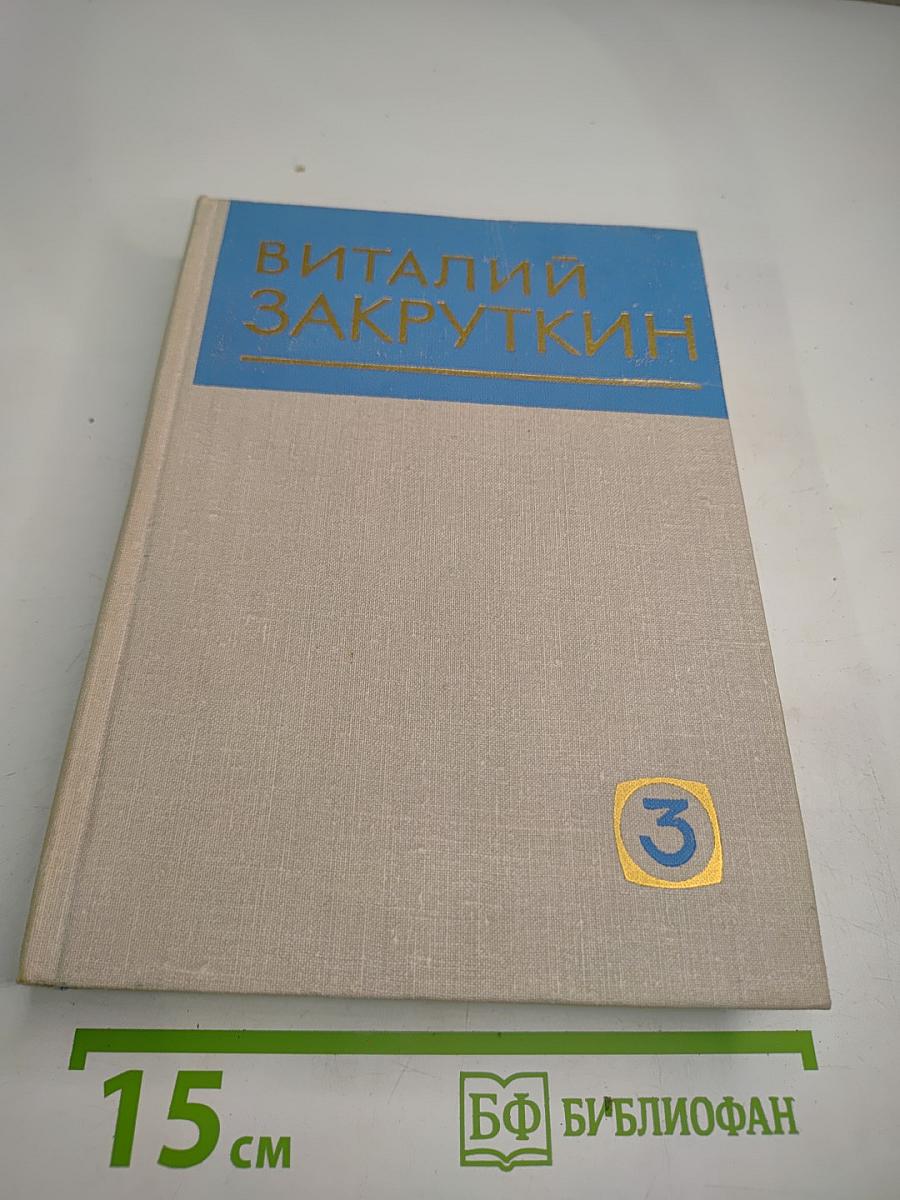 ВИТАЛИЙ
ЗАКРУТКИН
3
15 см
БФ БИБЛИОФАН